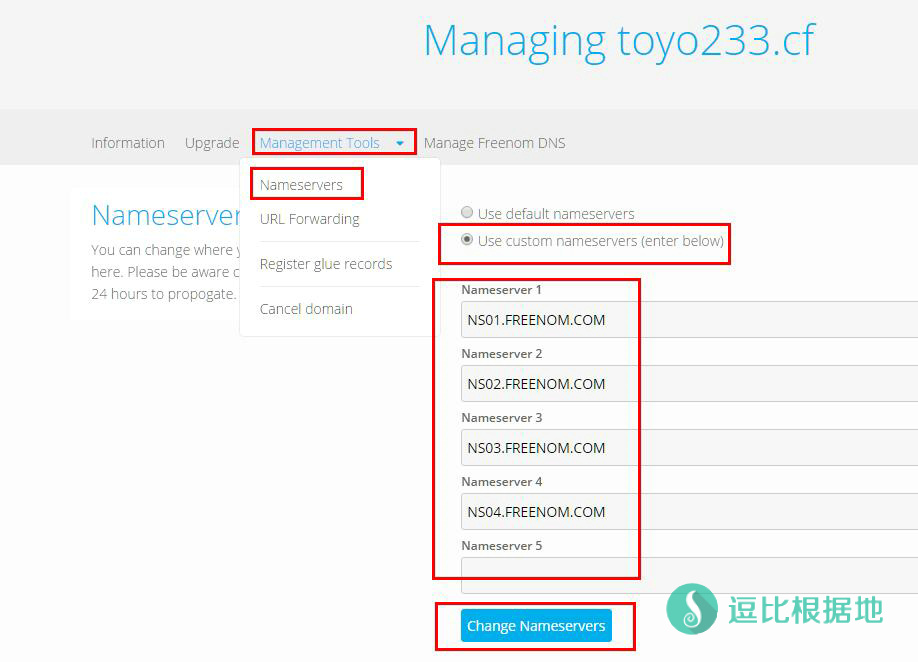 Managing toyo233.cf
Information Upgrade Management Tools Manage Freenom DNS
Nameservers
URL Forwarding
Register glue records
Cancel domain
Nameserver
You can change where
here. Please be aware
24 hours to propogate.
Use default nameservers
Use custom nameservers (enter below)
Nameserver 1
NS01.FREENOM.COM
Nameserver 2
NS02.FREENOM.COM
Nameserver 3
NS03.FREENOM.COM
Nameserver 4
NS04.FREENOM.COM
Nameserver 5
Change Nameservers
逗比根据地